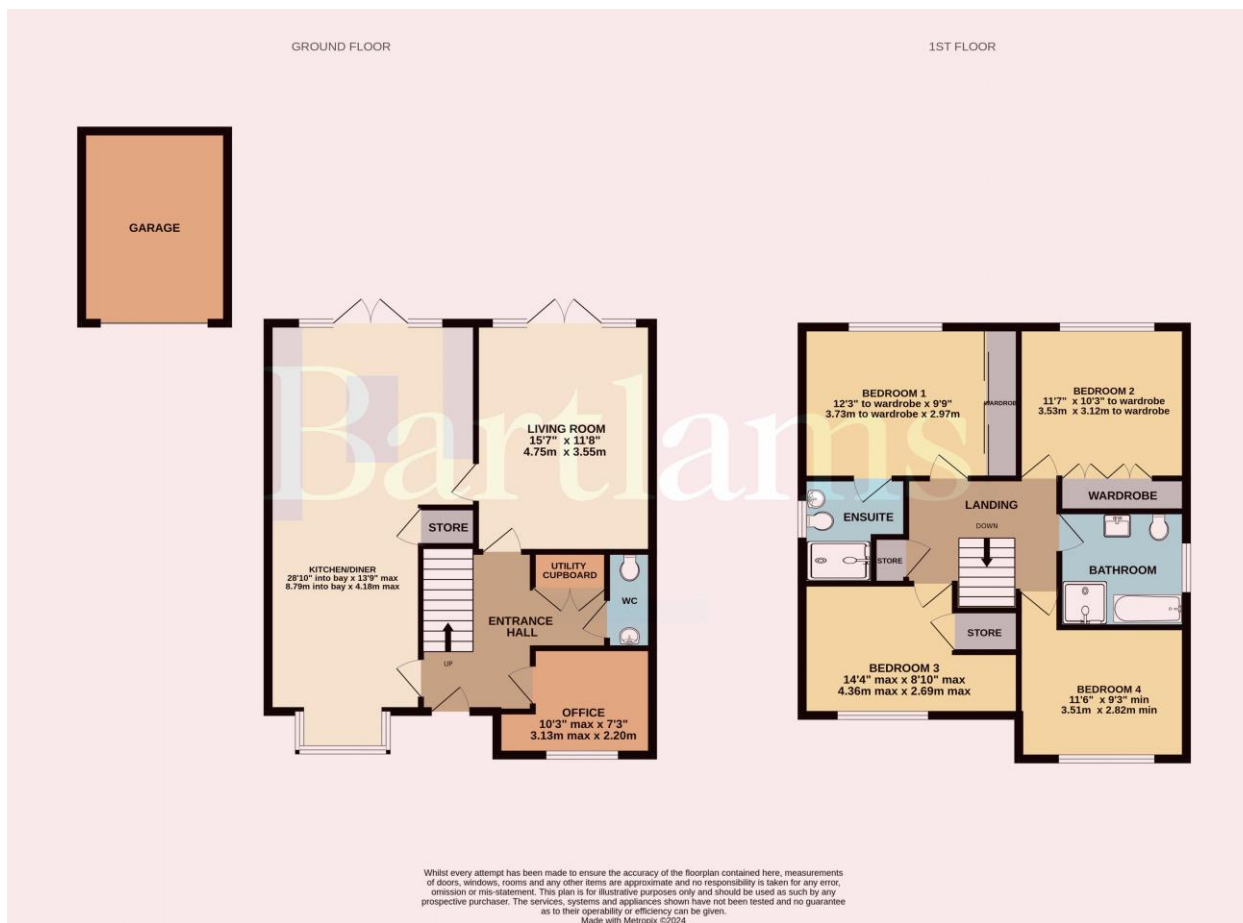 GROUND FLOOR
1ST FLOOR
GARAGE
Bartlams
LIVING ROOM
15'7" x 11'8"
4.75m x 3.55m
STORE
KITCHEN/DINER
28'10" into bay x 13'9" max
8.79m into bay x 4.18m max
UTILITY
CUPBOARD
WC
ENTRANCE
HALL
UP
OFFICE
10'3" max x 7'3"
3.13m max x 2.20m
BEDROOM 1
12'3" to wardrobe x 9'9"
3.73m to wardrobe x 2.97m
WARDROBE
BEDROOM 2
11'7" x 10'3" to wardrobe
3.53m x 3.12m to wardrobe
WARDROBE
ENSUITE
LANDING
DOWN
STORE
BATHROOM
STORE
BEDROOM 3
14'4" max x 8'10" max
4.36m max x 2.69m max
BEDROOM 4
11'6" x 9'3" min
3.51m x 2.82m min
Whilst every attempt has been made to ensure the accuracy of the floorplan contained here, measurements
of doors, windows, rooms and any other items are approximate and no responsibility is taken for any error,
omission or mis-statement. This plan is for illustrative purposes only and should be used as such by any
prospective purchaser. The services, systems and appliances shown have not been tested and no guarantee
as to their operability or efficiency can be given.
Made with Metropix ©2024